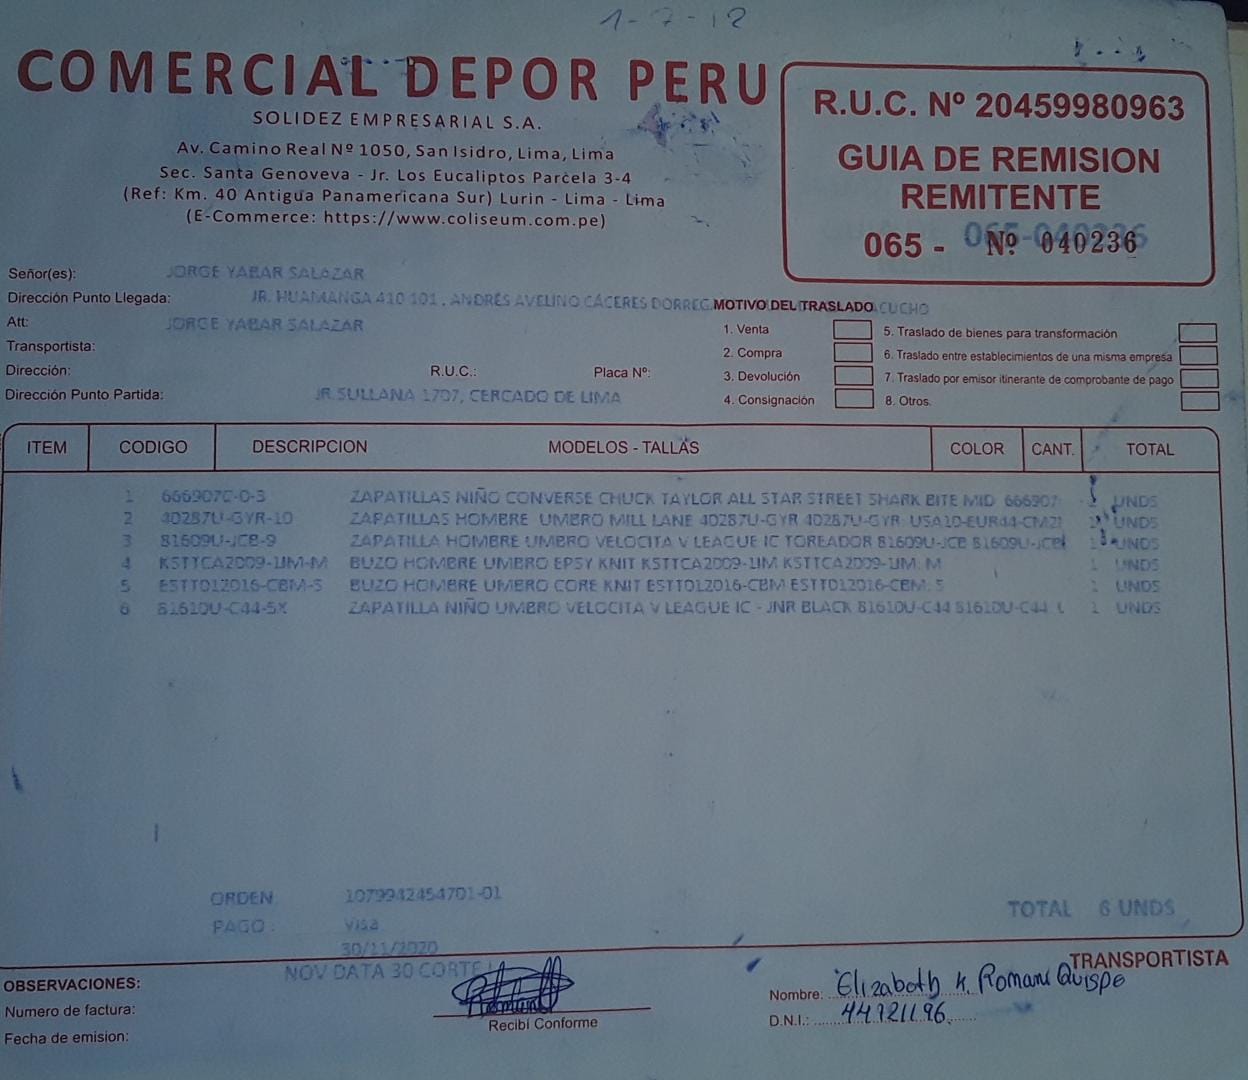 1-7-12
COMERCIAL DEPOR PERU
SOLIDEZ EMPRESARIAL S.A.
Av. Camino Real Nº 1050, San Isidro, Lima, Lima
Sec. Santa Genoveva - Jr. Los Eucaliptos Parcela 3-4
(Ref: Km. 40 Antigua Panamericana Sur) Lurin - Lima - Lima
(E-Commerce: https://www.coliseum.com.pe)
R.U.C. Nº 20459980963
GUIA DE REMISION
REMITENTE
065-040236
065 - Nº 040236
Señor(es): JORGE YABAR SALAZAR
Dirección Punto Llegada: JR. HUAMANGA 410 101 , ANDRÉS AVELINO CÁCERES DORREG
Att: JORGE YABAR SALAZAR
Transportista:
Dirección: R.U.C.: Placa Nº:
Dirección Punto Partida: JR.SULLANA 1707, CERCADO DE LIMA
MOTIVO DEL TRASLADO CUCHO
1. Venta
2. Compra
3. Devolución
4. Consignación
5. Traslado de bienes para transformación
6. Traslado entre establecimientos de una misma empresa
7. Traslado por emisor itinerante de comprobante de pago
8. Otros.
ITEM CODIGO DESCRIPCION MODELOS - TALLAS COLOR CANT. TOTAL
1 666907C-0-3 ZAPATILLAS NIÑO CONVERSE CHUCK TAYLOR ALL STAR STREET SHARK BITE MID 666907 UNDS
2 40287U-GYR-10 ZAPATILLAS HOMBRE UMBRO MILL LANE 40287U-GYR 40287U-GYR: USA10-EUR44-CM2 1 UNDS
3 81609U-JCB-9 ZAPATILLA HOMBRE UMBRO VELOCITA V LEAGUE IC TOREADOR 81609U-JCB 81609U-JCB 1 UNDS
4 KSTTCA2009-1JM-M BUZO HOMBRE UMBRO EPSY KNIT KSTTCA2009-1JM KSTTCA2009-1JM: M 1 UNDS
5 ESTT012016-CBM-S BUZO HOMBRE UMBRO CORE KNIT ESTT012016-CBM ESTT012016-CBM: S 1 UNDS
6 81610U-C44-5X ZAPATILLA NIÑO UMBRO VELOCITA V LEAGUE IC - JNR BLACK 81610U-C44 81610U-C44: 1 UNDS
ORDEN 1079942454701-01
PAGO : Visa
30/11/2020
TOTAL 6 UNDS
NOV DATA 30 CORTE
OBSERVACIONES:
Numero de factura:
Fecha de emision:
Recibí Conforme
TRANSPORTISTA
Nombre: Elizabeth K. Romani Quispe
D.N.I.: 44721196